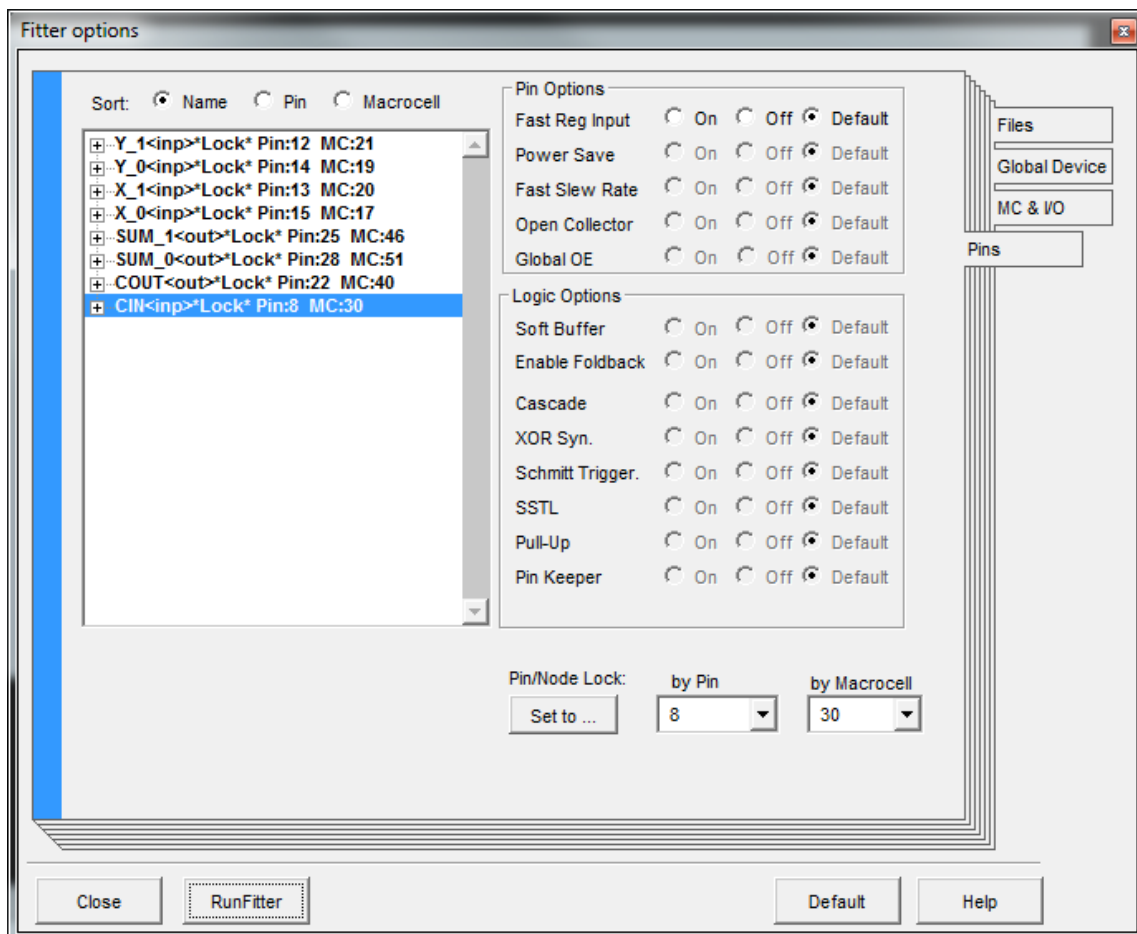 Fitter options
Sort: Name Pin Macrocell
Y_1<inp>*Lock* Pin:12 MC:21
Y_0<inp>*Lock* Pin:14 MC:19
X_1<inp>*Lock* Pin:13 MC:20
X_0<inp>*Lock* Pin:15 MC:17
SUM_1<out>*Lock* Pin:25 MC:46
SUM_0<out>*Lock* Pin:28 MC:51
COUT<out>*Lock* Pin:22 MC:40
CIN<inp>*Lock* Pin:8 MC:30
Pin Options
Fast Reg Input On Off Default
Power Save On Off Default
Fast Slew Rate On Off Default
Open Collector On Off Default
Global OE On Off Default
Logic Options
Soft Buffer On Off Default
Enable Foldback On Off Default
Cascade On Off Default
XOR Syn. On Off Default
Schmitt Trigger. On Off Default
SSTL On Off Default
Pull-Up On Off Default
Pin Keeper On Off Default
Pin/Node Lock: by Pin by Macrocell
Set to ... 8 30
Files
Global Device
MC & I/O
Pins
Close RunFitter Default Help